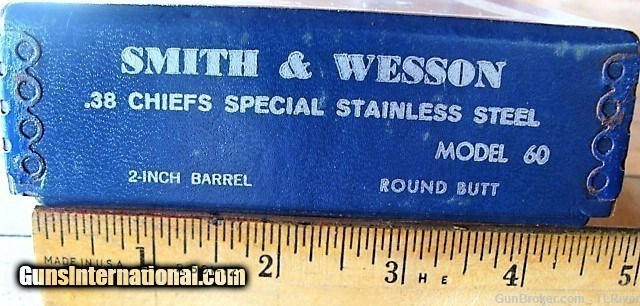 SMITH & WESSON
.38 CHIEFS SPECIAL STAINLESS STEEL
MODEL 60
2-INCH BARREL ROUND BUTT
MADE IN U.S.A.
1 2 3 4 5
H E
GunsInternational.com
GunBroker.com